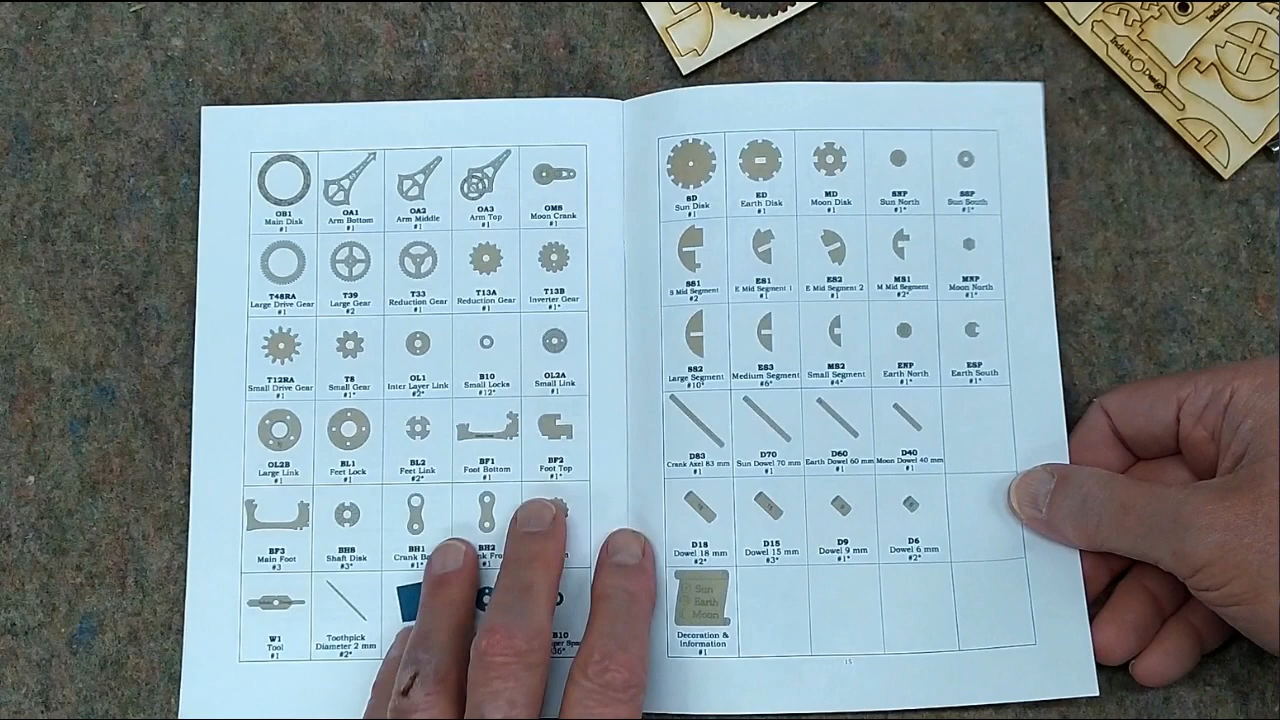 OB1
Main Disk
#1
OA1
Arm Bottom
#1
OA2
Arm Middle
#1
OA3
Arm Top
#1
OMS
Moon Crank
#1
T48RA
Large Drive Gear
#1
T39
Large Gear
#2
T33
Reduction Gear
#1
T13A
Reduction Gear
#1
T13B
Inverter Gear
#1*
T12RA
Small Drive Gear
#1
T8
Small Gear
#1*
OL1
Inter Layer Link
#2*
B10
Small Locks
#12*
OL2A
Small Link
#1
OL2B
Large Link
#1
BL1
Feet Lock
#1
BL2
Feet Link
#2*
BF1
Foot Bottom
#1
BF2
Foot Top
#1*
BF3
Main Foot
#3
BHS
Shaft Disk
#3*
BH1
Crank
#1*
BH2
#1
W1
Tool
#1
Toothpick
Diameter 2 mm
#2*
B10
SD
Sun Disk
#1
ED
Earth Disk
#1
MD
Moon Disk
#1
SNP
Sun North
#1*
SSP
Sun South
#1*
SS1
S Mid Segment
#2
ES1
E Mid Segment 1
#1
ES2
E Mid Segment 2
#1
MS1
M Mid Segment
#2*
MNP
Moon North
#1*
SS2
Large Segment
#10*
ES3
Medium Segment
#6*
MS2
Small Segment
#4*
ENP
Earth North
#1*
ESP
Earth South
#1*
D83
Crank Axel 83 mm
#1
D70
Sun Dowel 70 mm
#1
D60
Earth Dowel 60 mm
#1
D40
Moon Dowel 40 mm
#1
D18
Dowel 18 mm
#2*
D15
Dowel 15 mm
#3*
D9
Dowel 9 mm
#1*
D6
Dowel 6 mm
#2*
Sun
Earth
Moon
Decoration &
Information
#1
15